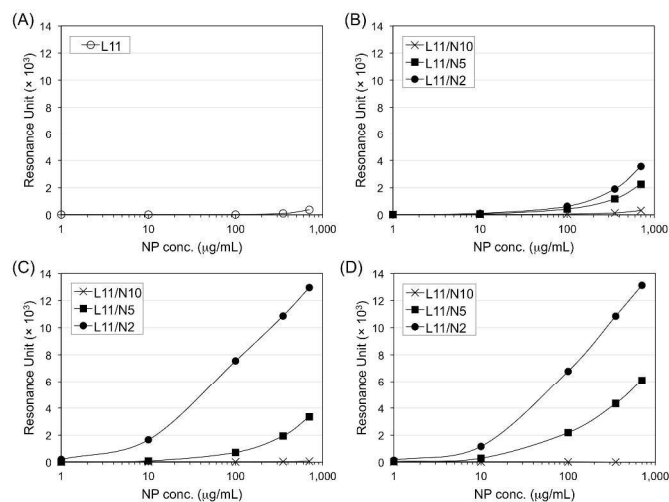 (A)
14
12
10
8
6
4
2
0
Resonance Unit (× 10³)
L11
1
10
100
1,000
NP conc. (μg/mL)
(B)
14
12
10
8
6
4
2
0
Resonance Unit (× 10³)
L11/N10
L11/N5
L11/N2
1
10
100
1,000
NP conc. (μg/mL)
(C)
14
12
10
8
6
4
2
0
Resonance Unit (× 10³)
L11/N10
L11/N5
L11/N2
1
10
100
1,000
NP conc. (μg/mL)
(D)
14
12
10
8
6
4
2
0
Resonance Unit (× 10³)
L11/N10
L11/N5
L11/N2
1
10
100
1,000
NP conc. (μg/mL)